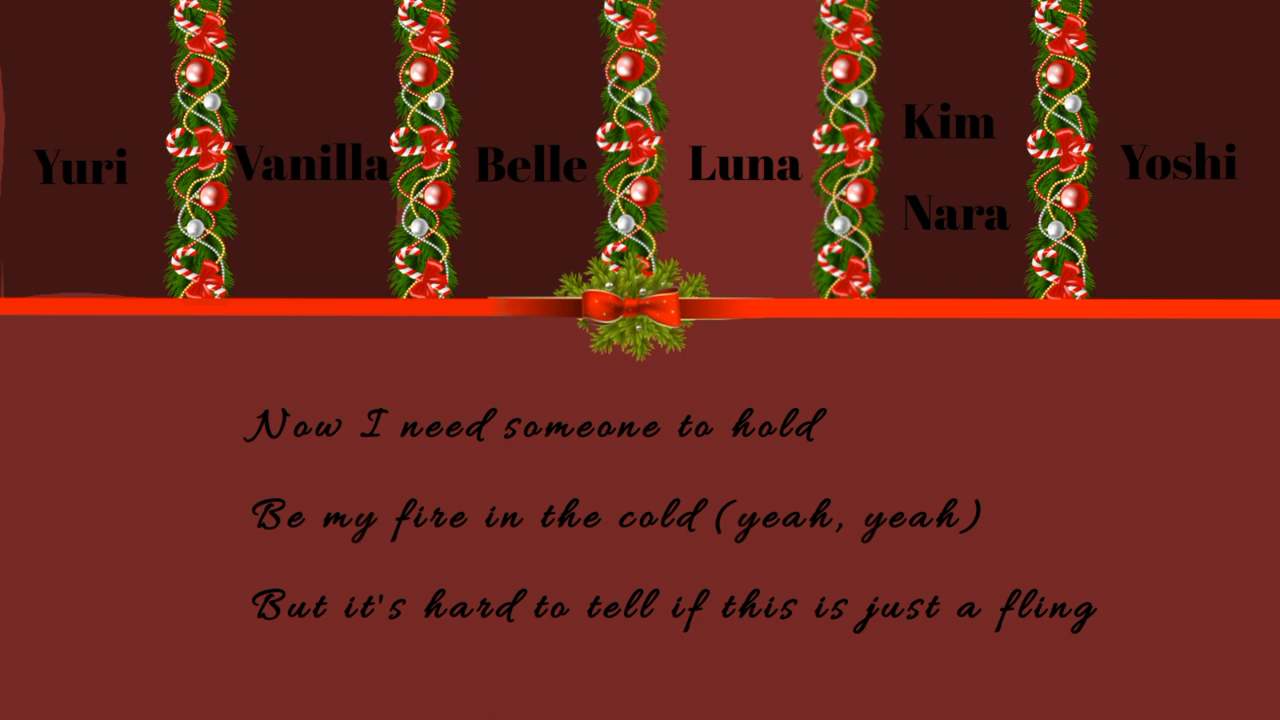 Yuri
Vanilla
Belle
Luna
Kim
Nara
Yoshi
Now I need someone to hold
Be my fire in the cold (yeah, yeah)
But it's hard to tell if this is just a fling